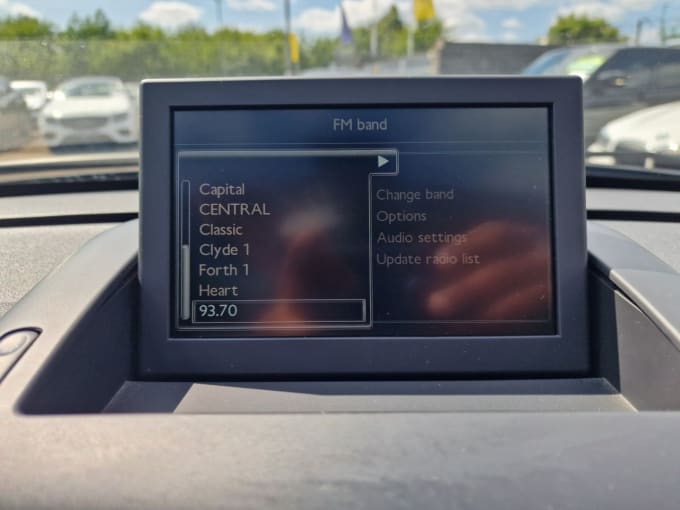 FM band
Capital
CENTRAL
Classic
Clyde 1
Forth 1
Heart
93.70
Change band
Options
Audio settings
Update radio list